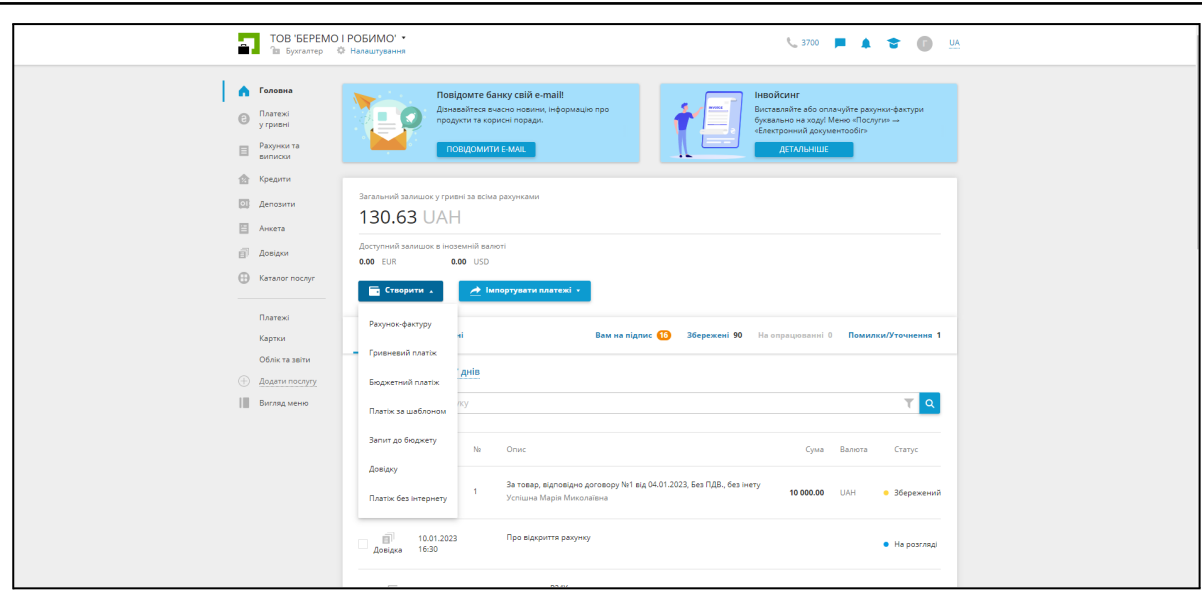 ТОВ 'БЕРЕМО І РОБИМО'
Бухгалтер Налаштування
3700
Г
UA
Головна
Платежі
у гривні
Рахунки та
виписки
Кредити
Депозити
Анкета
Довідки
Каталог послуг
Платежі
Картки
Облік та звіти
Додати послугу
Вигляд меню
Повідомте банку свій e-mail!
Дізнавайтеся вчасно новини, інформацію про
продукти та корисні поради.
ПОВІДОМИТИ E-MAIL
INVOICE
Інвойсинг
Виставляйте або оплачуйте рахунки-фактури
буквально на ходу! Меню «Послуги» →
«Електронний документообіг»
ДЕТАЛЬНІШЕ
Загальний залишок у гривні за всіма рахунками
130.63 UAH
Доступний залишок в іноземній валюті
0.00 EUR 0.00 USD
Створити Імпортувати платежі
Рахунок-фактуру
Гривневий платіж
Бюджетний платіж
Платіж за шаблоном
Запит до бюджету
Довідку
Платіж без інтернету
ні
Вам на підпис 16 Збережені 90 На опрацюванні 0 Помилки/Уточнення 1
днів
ку
№ Опис Сума Валюта Статус
1 За товар, відповідно договору №1 від 04.01.2023, Без ПДВ., без інету
Успішна Марія Миколаївна
10 000.00 UAH Збережений
Довідка 10.01.2023
16:30
Про відкриття рахунку
На розгляді